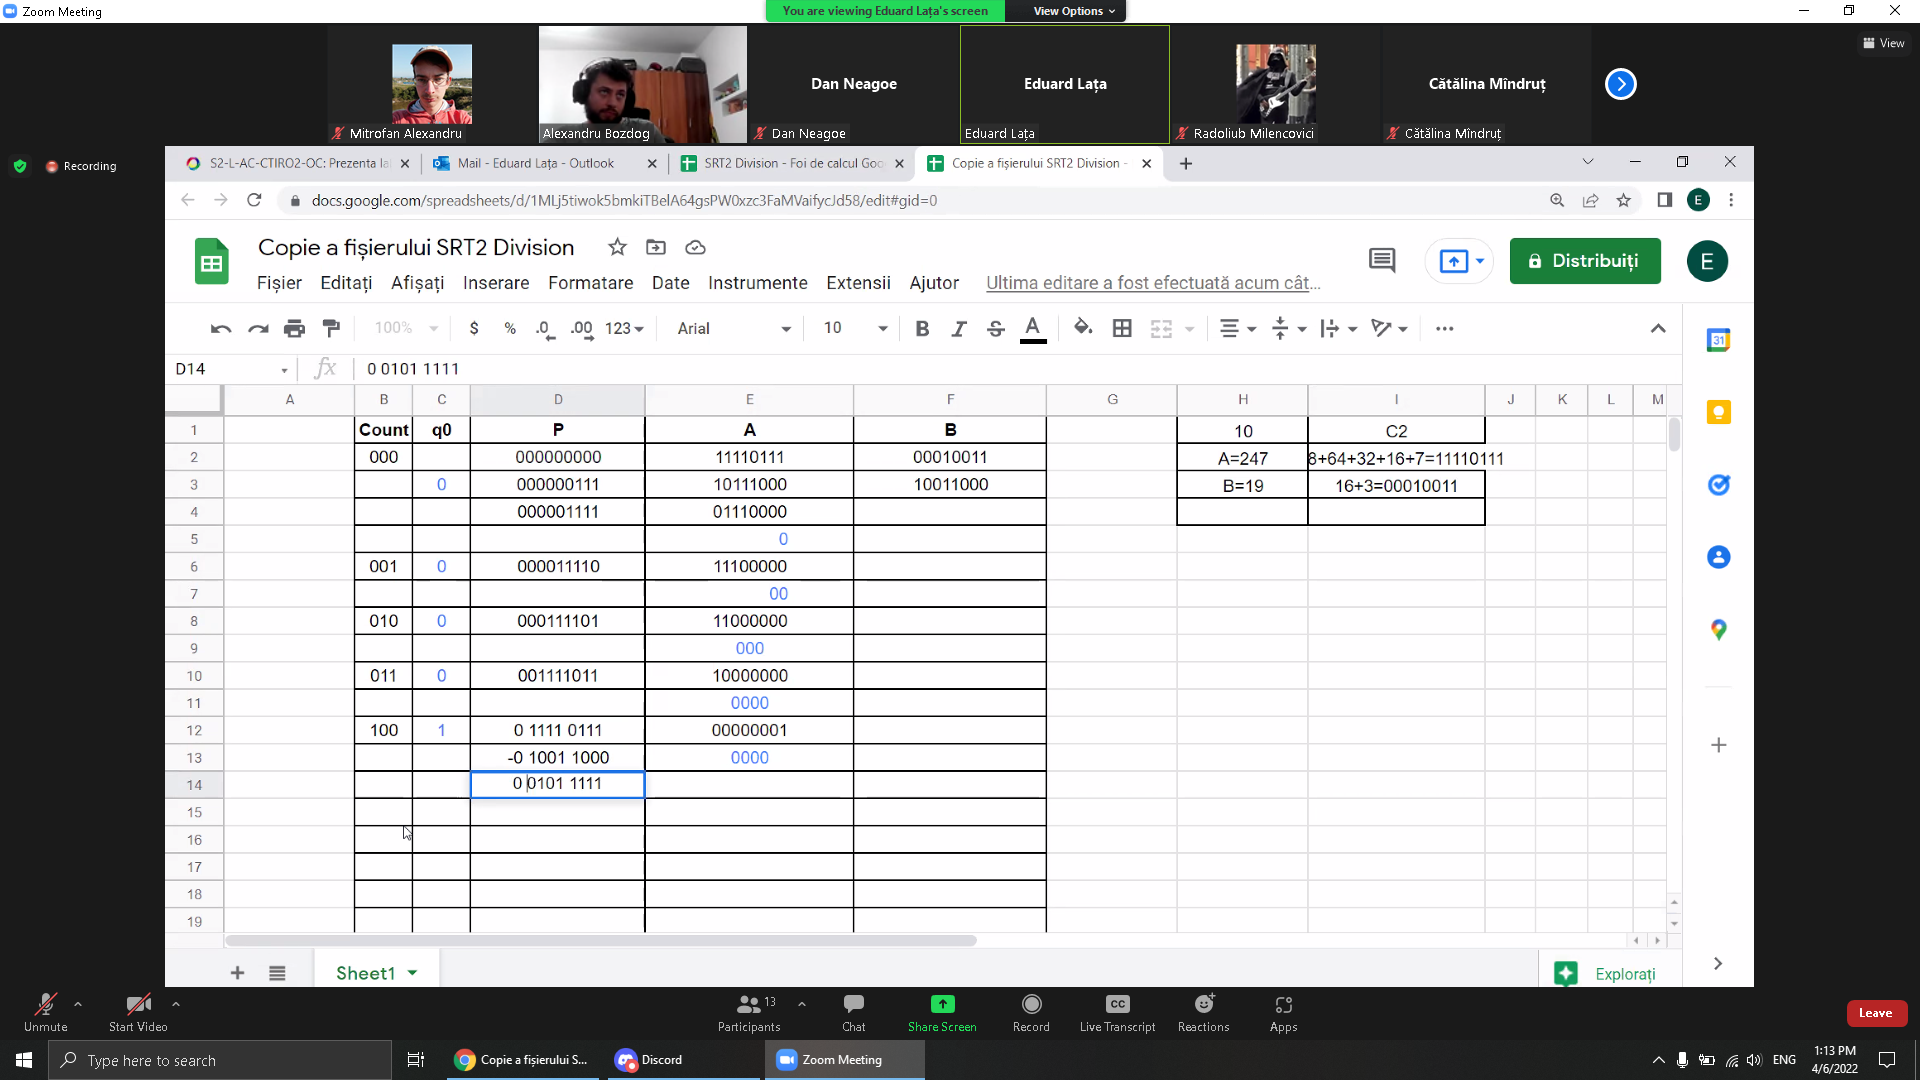 Zoom Meeting
You are viewing Eduard Lața's screen
View Options
View
Mitrofan Alexandru
Alexandru Bozdog
Dan Neagoe
Dan Neagoe
Eduard Lața
Eduard Lața
Radoliub Milencovici
Cătălina Mîndruț
Cătălina Mîndruț
Recording
S2-L-AC-CTIRO2-OC: Prezenta la
Mail - Eduard Lața - Outlook
SRT2 Division - Foi de calcul Goo
Copie a fișierului SRT2 Division -
docs.google.com/spreadsheets/d/1MLj5tiwok5bmkiTBelA64gsPW0xzc3FaMVaifycJd58/edit#gid=0
E
Copie a fișierului SRT2 Division
Distribuiți
E
Fișier Editați Afișați Inserare Formatare Date Instrumente Extensii Ajutor Ultima editare a fost efectuată acum cât...
100% $ % .0 .00 123 Arial 10 B I S A
31
D14 fx 0 0101 1111
A B C D E F G H I J K L M
1 Count q0 P A B 10 C2
2 000 000000000 11110111 00010011 A=247 8+64+32+16+7=11110111
3 0 000000111 10111000 10011000 B=19 16+3=00010011
4 000001111 01110000
5 0
6 001 0 000011110 11100000
7 00
8 010 0 000111101 11000000
9 000
10 011 0 001111011 10000000
11 0000
12 100 1 0 1111 0111 00000001
13 -0 1001 1000 0000
14 0 0101 1111
15
16
17
18
19
Sheet1
Explorați
Unmute
Start Video
13
Participants
Chat
Share Screen
Record
CC
Live Transcript
Reactions
Apps
Leave
Type here to search
Copie a fișierului S...
Discord
Zoom Meeting
ENG
1:13 PM
4/6/2022